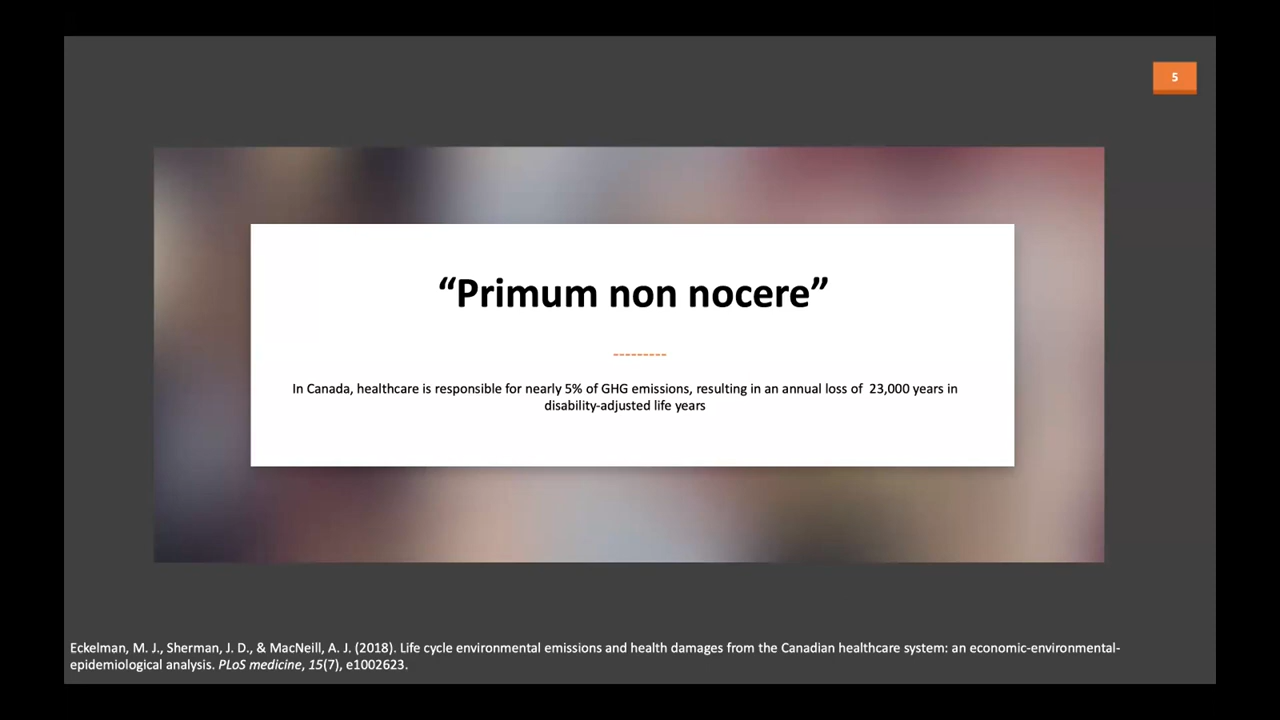 5
“Primum non nocere”
---------
In Canada, healthcare is responsible for nearly 5% of GHG emissions, resulting in an annual loss of  23,000 years in
disability-adjusted life years
Eckelman, M. J., Sherman, J. D., & MacNeill, A. J. (2018). Life cycle environmental emissions and health damages from the Canadian healthcare system: an economic-environmental-
epidemiological analysis. PLoS medicine, 15(7), e1002623.